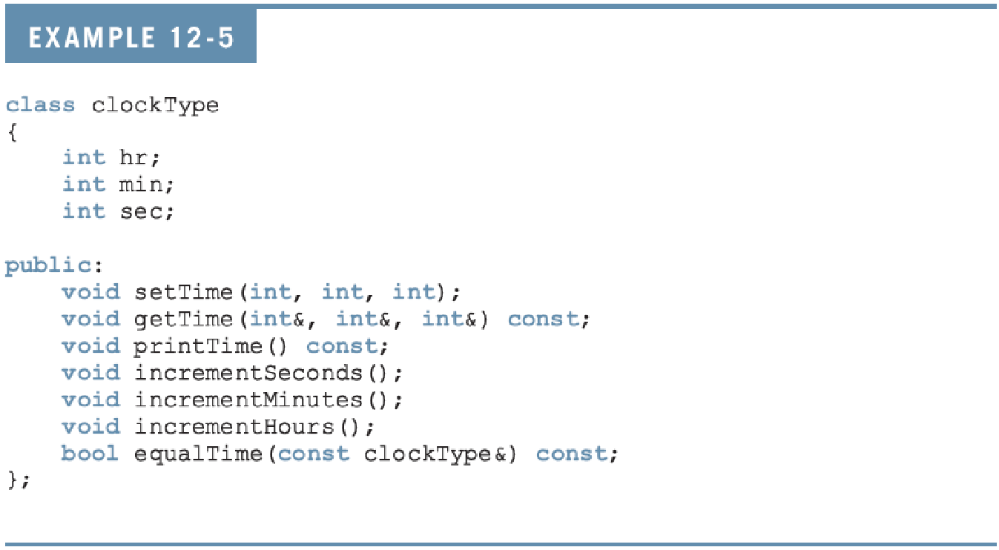 EXAMPLE 12-5
class clockType
{
    int hr;
    int min;
    int sec;
public:
    void setTime(int, int, int);
    void getTime(int&, int&, int&) const;
    void printTime() const;
    void incrementSeconds();
    void incrementMinutes();
    void incrementHours();
    bool equalTime(const clockType&) const;
};